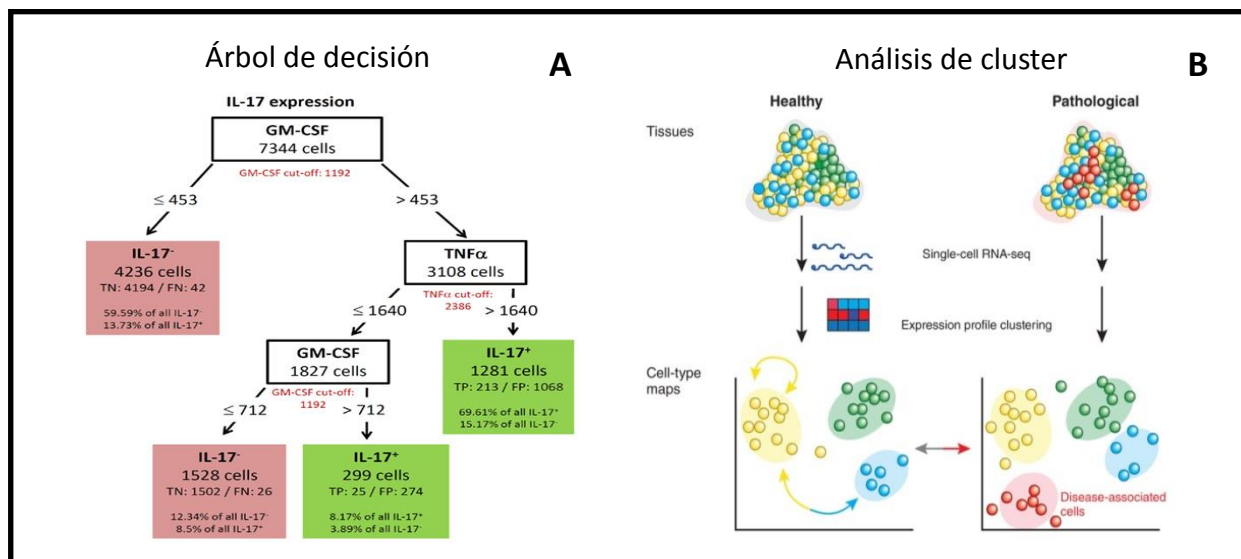 Árbol de decisión
A
IL-17 expression
GM-CSF
7344 cells
GM-CSF cut-off: 1192
≤ 453
> 453
IL-17⁻
4236 cells
TN: 4194 / FN: 42
59.59% of all IL-17⁻
13.73% of all IL-17⁺
TNFα
3108 cells
TNFα cut-off:
2386
≤ 1640
> 1640
GM-CSF
1827 cells
GM-CSF cut-off:
1192
IL-17⁺
1281 cells
TP: 213 / FP: 1068
69.61% of all IL-17⁺
15.17% of all IL-17⁻
≤ 712
> 712
IL-17⁻
1528 cells
TN: 1502 / FN: 26
12.34% of all IL-17⁻
8.5% of all IL-17⁺
IL-17⁺
299 cells
TP: 25 / FP: 274
8.17% of all IL-17⁺
3.89% of all IL-17⁻
Análisis de cluster
B
Healthy
Pathological
Tissues
Single-cell RNA-seq
Expression profile clustering
Cell-type
maps
Disease-associated
cells